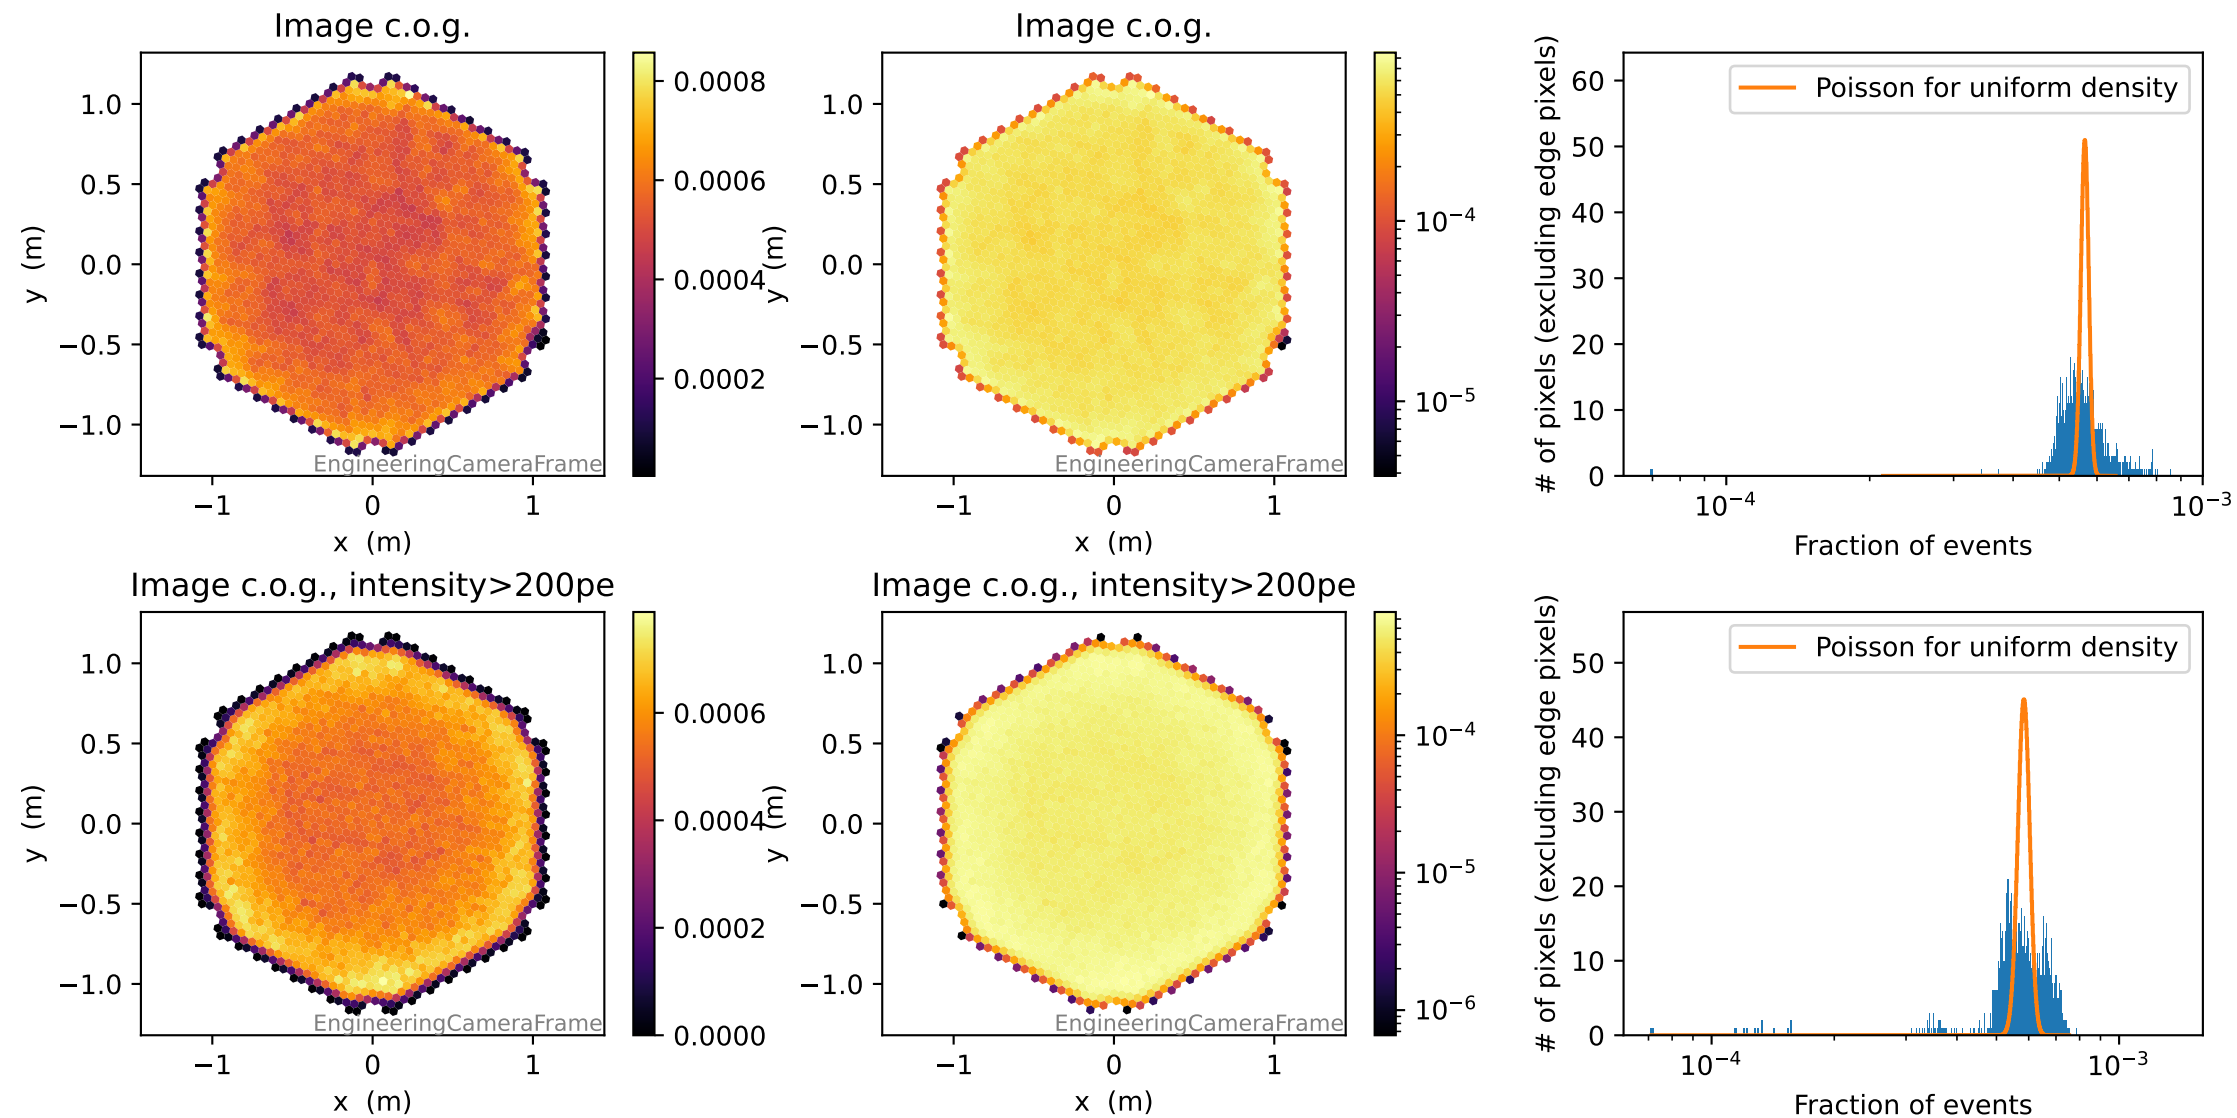 Image c.o.g.
1.0
0.5
0.0
−0.5
−1.0
y (m)
−1
0
1
x (m)
EngineeringCameraFrame
0.0008
0.0006
0.0004
0.0002
Image c.o.g.
1.0
0.5
0.0
−0.5
−1.0
y (m)
−1
0
1
x (m)
EngineeringCameraFrame
10⁻⁴
10⁻⁵
# of pixels (excluding edge pixels)
60
50
40
30
20
10
0
Poisson for uniform density
10⁻⁴
10⁻³
Fraction of events
Image c.o.g., intensity>200pe
1.0
0.5
0.0
−0.5
−1.0
y (m)
−1
0
1
x (m)
EngineeringCameraFrame
0.0006
0.0004
0.0002
0.0000
Image c.o.g., intensity>200pe
1.0
0.5
0.0
−0.5
−1.0
y (m)
−1
0
1
x (m)
EngineeringCameraFrame
10⁻⁴
10⁻⁵
10⁻⁶
# of pixels (excluding edge pixels)
50
40
30
20
10
0
Poisson for uniform density
10⁻⁴
10⁻³
Fraction of events